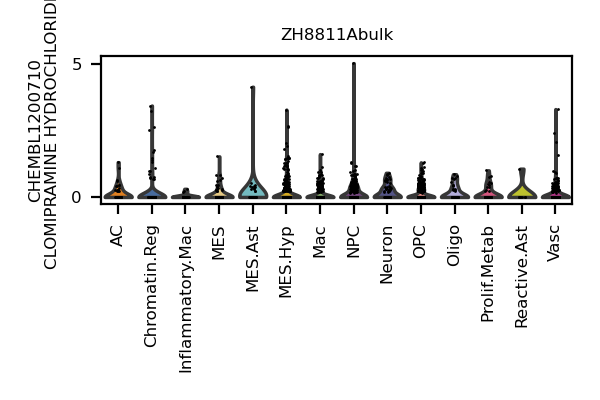 ZH8811Abulk
CHEMBL1200710
CLOMIPRAMINE HYDROCHLORIDE
5
0
AC
Chromatin.Reg
Inflammatory.Mac
MES
MES.Ast
MES.Hyp
Mac
NPC
Neuron
OPC
Oligo
Prolif.Metab
Reactive.Ast
Vasc